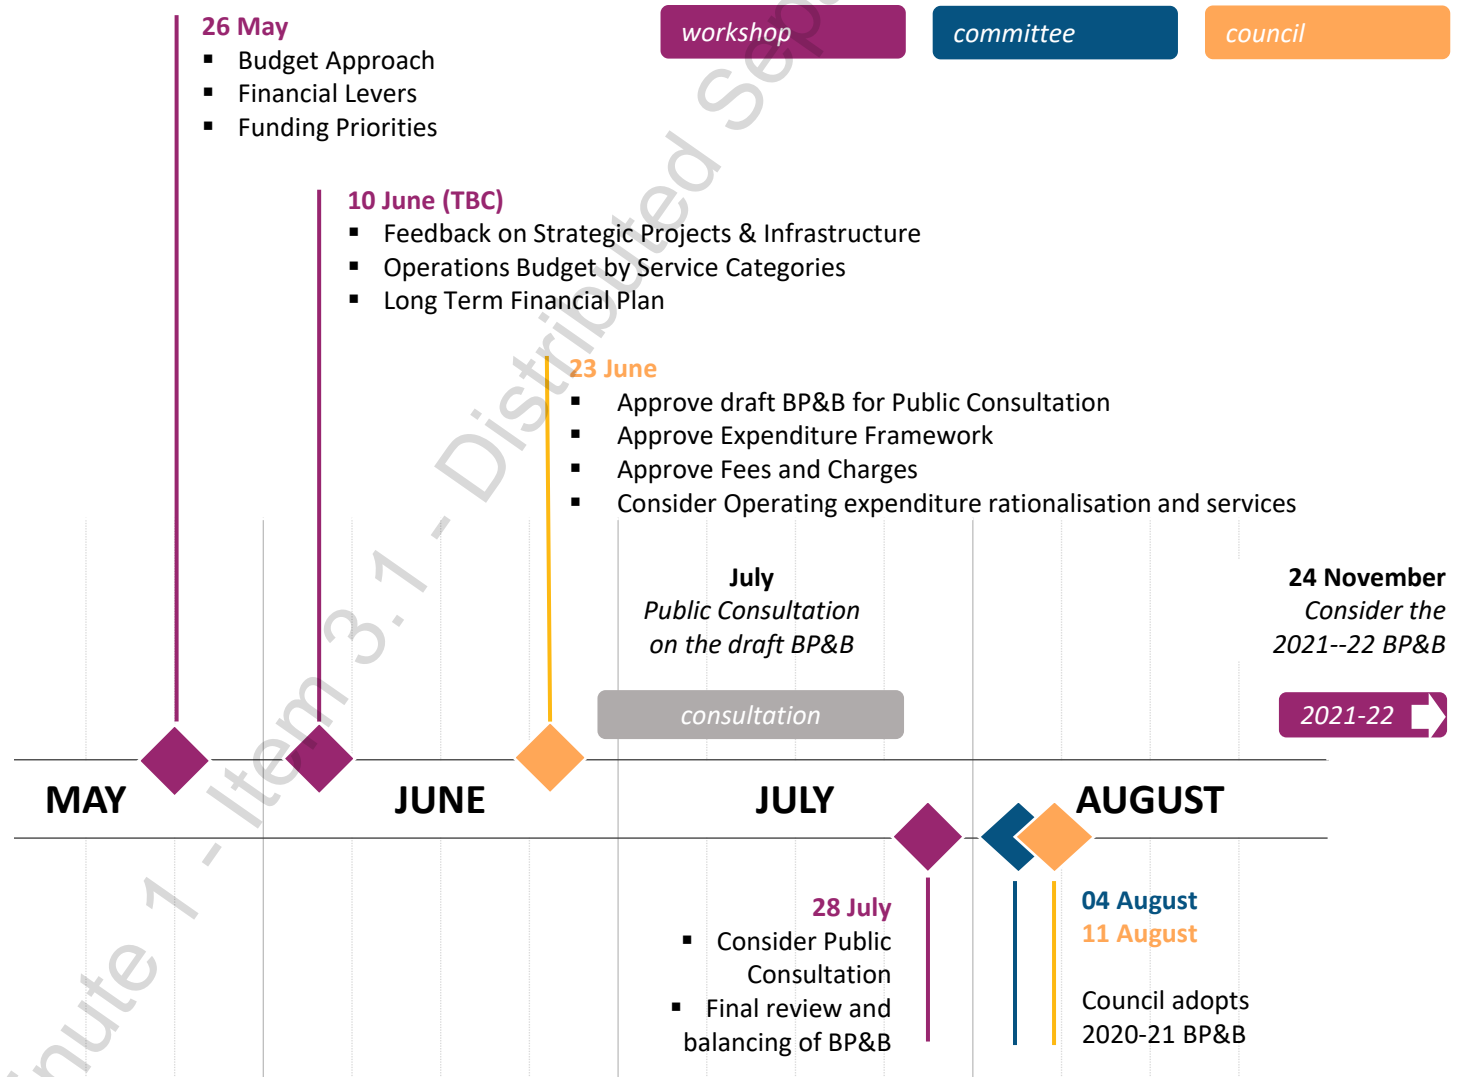 workshop
committee
council
26 May
▪ Budget Approach
▪ Financial Levers
▪ Funding Priorities
10 June (TBC)
▪ Feedback on Strategic Projects & Infrastructure
▪ Operations Budget by Service Categories
▪ Long Term Financial Plan
23 June
▪ Approve draft BP&B for Public Consultation
▪ Approve Expenditure Framework
▪ Approve Fees and Charges
▪ Consider Operating expenditure rationalisation and services
July
Public Consultation
on the draft BP&B
24 November
Consider the
2021--22 BP&B
consultation
2021-22
MAY
JUNE
JULY
AUGUST
28 July
▪ Consider Public
Consultation
▪ Final review and
balancing of BP&B
04 August
11 August
Council adopts
2020-21 BP&B
1 - Item 3.1 - Distributed